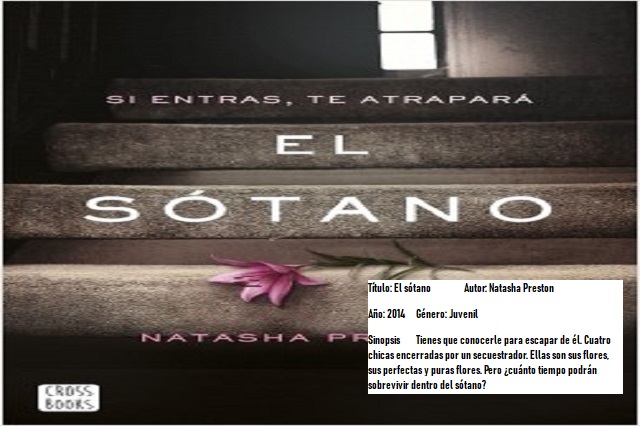 SI ENTRAS, TE ATRAPARÁ
EL
SÓTANO
NATASHA PR
Título: El sótano Autor: Natasha Preston
Año: 2014 Género: Juvenil
Sinopsis Tienes que conocerle para escapar de él. Cuatro
chicas encerradas por un secuestrador. Ellas son sus flores,
sus perfectas y puras flores. Pero ¿cuánto tiempo podrán
sobrevivir dentro del sótano?
CROSS
BOOKS